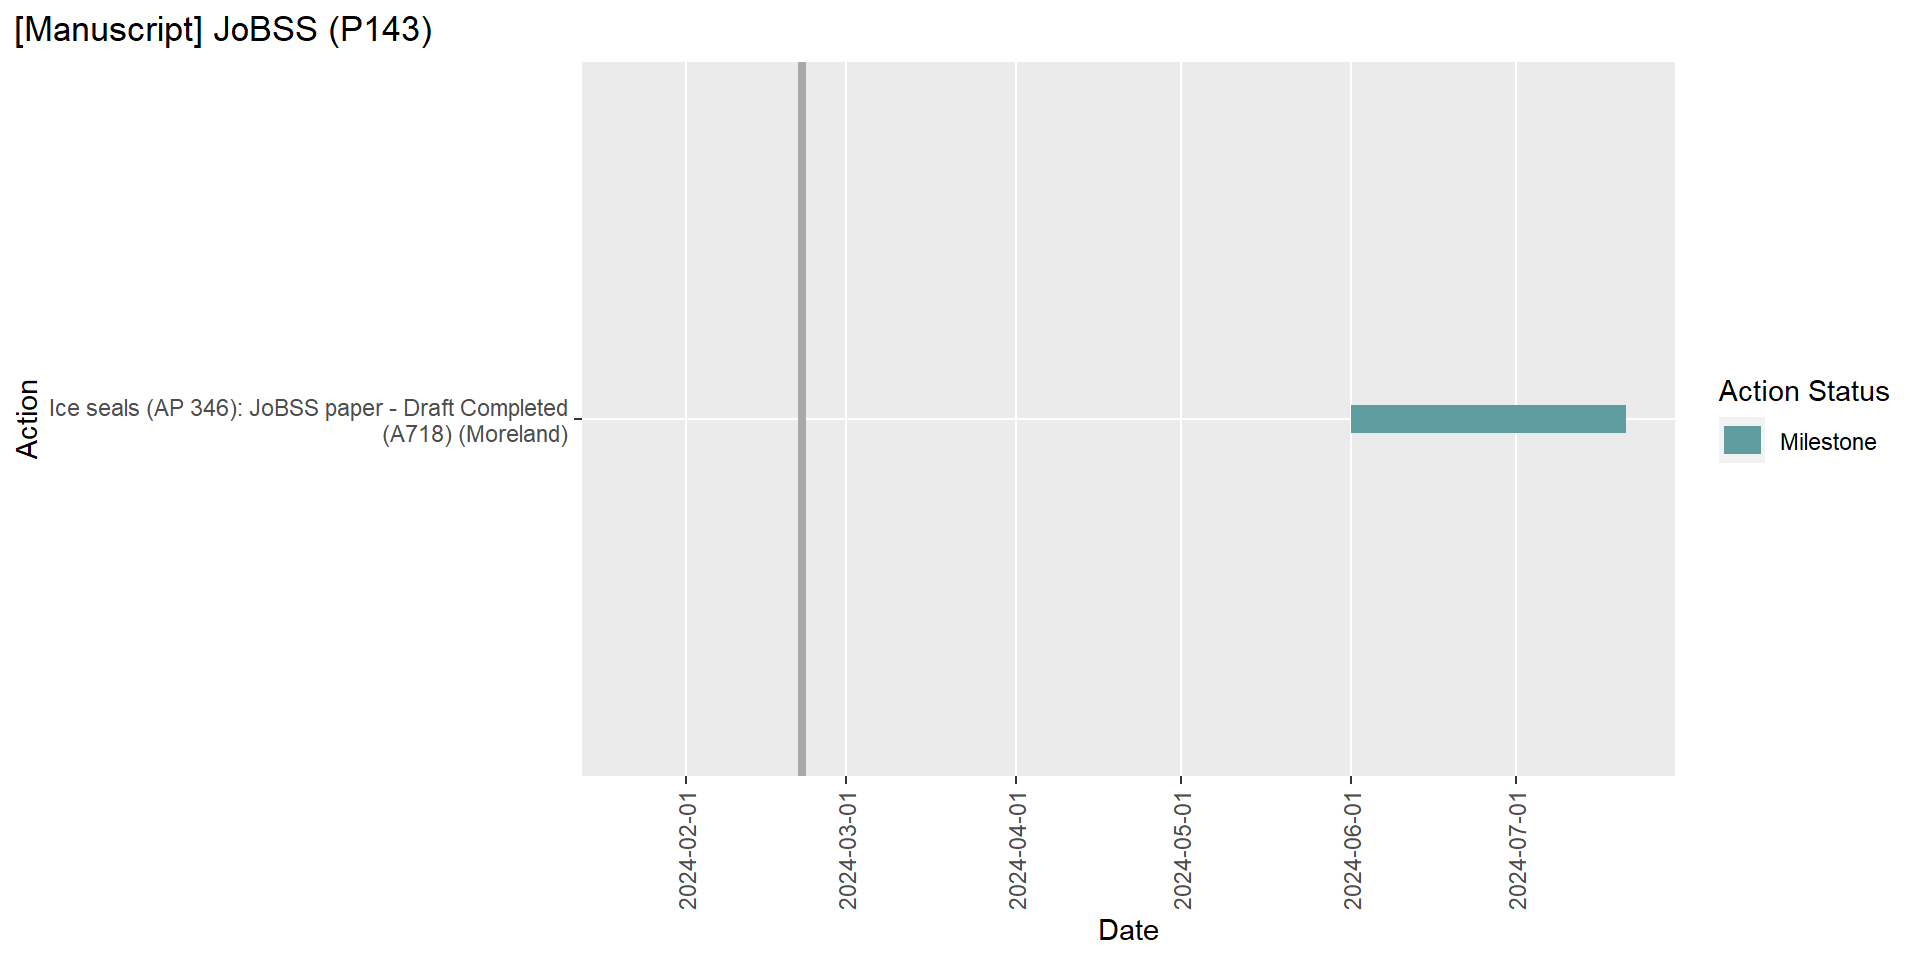 [Manuscript] JoBSS (P143)
Action
Ice seals (AP 346): JoBSS paper - Draft Completed
(A718) (Moreland)
2024-02-01
2024-03-01
2024-04-01
2024-05-01
2024-06-01
2024-07-01
Date
Action Status
Milestone